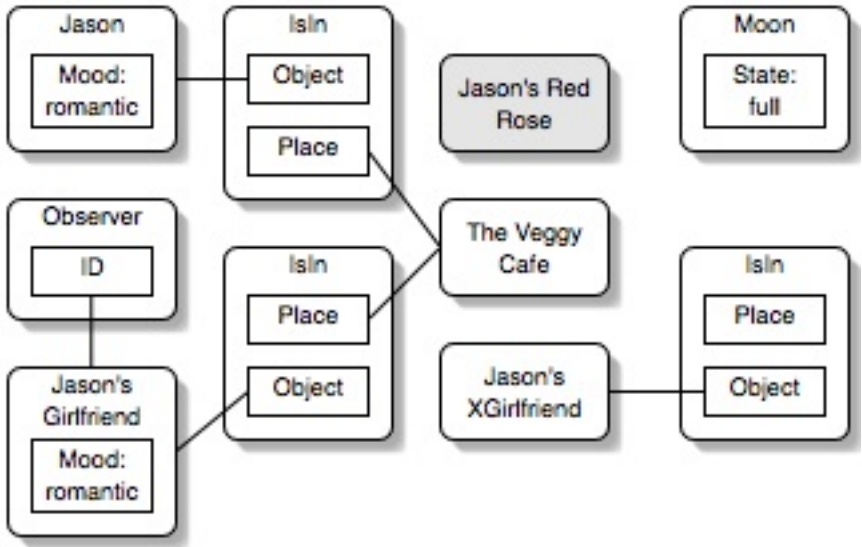 Jason
Mood:
romantic
IsIn
Object
Place
Jason's Red
Rose
Moon
State:
full
Observer
ID
IsIn
Place
Object
The Veggy
Cafe
IsIn
Place
Object
Jason's
Girlfriend
Mood:
romantic
Jason's
XGirlfriend